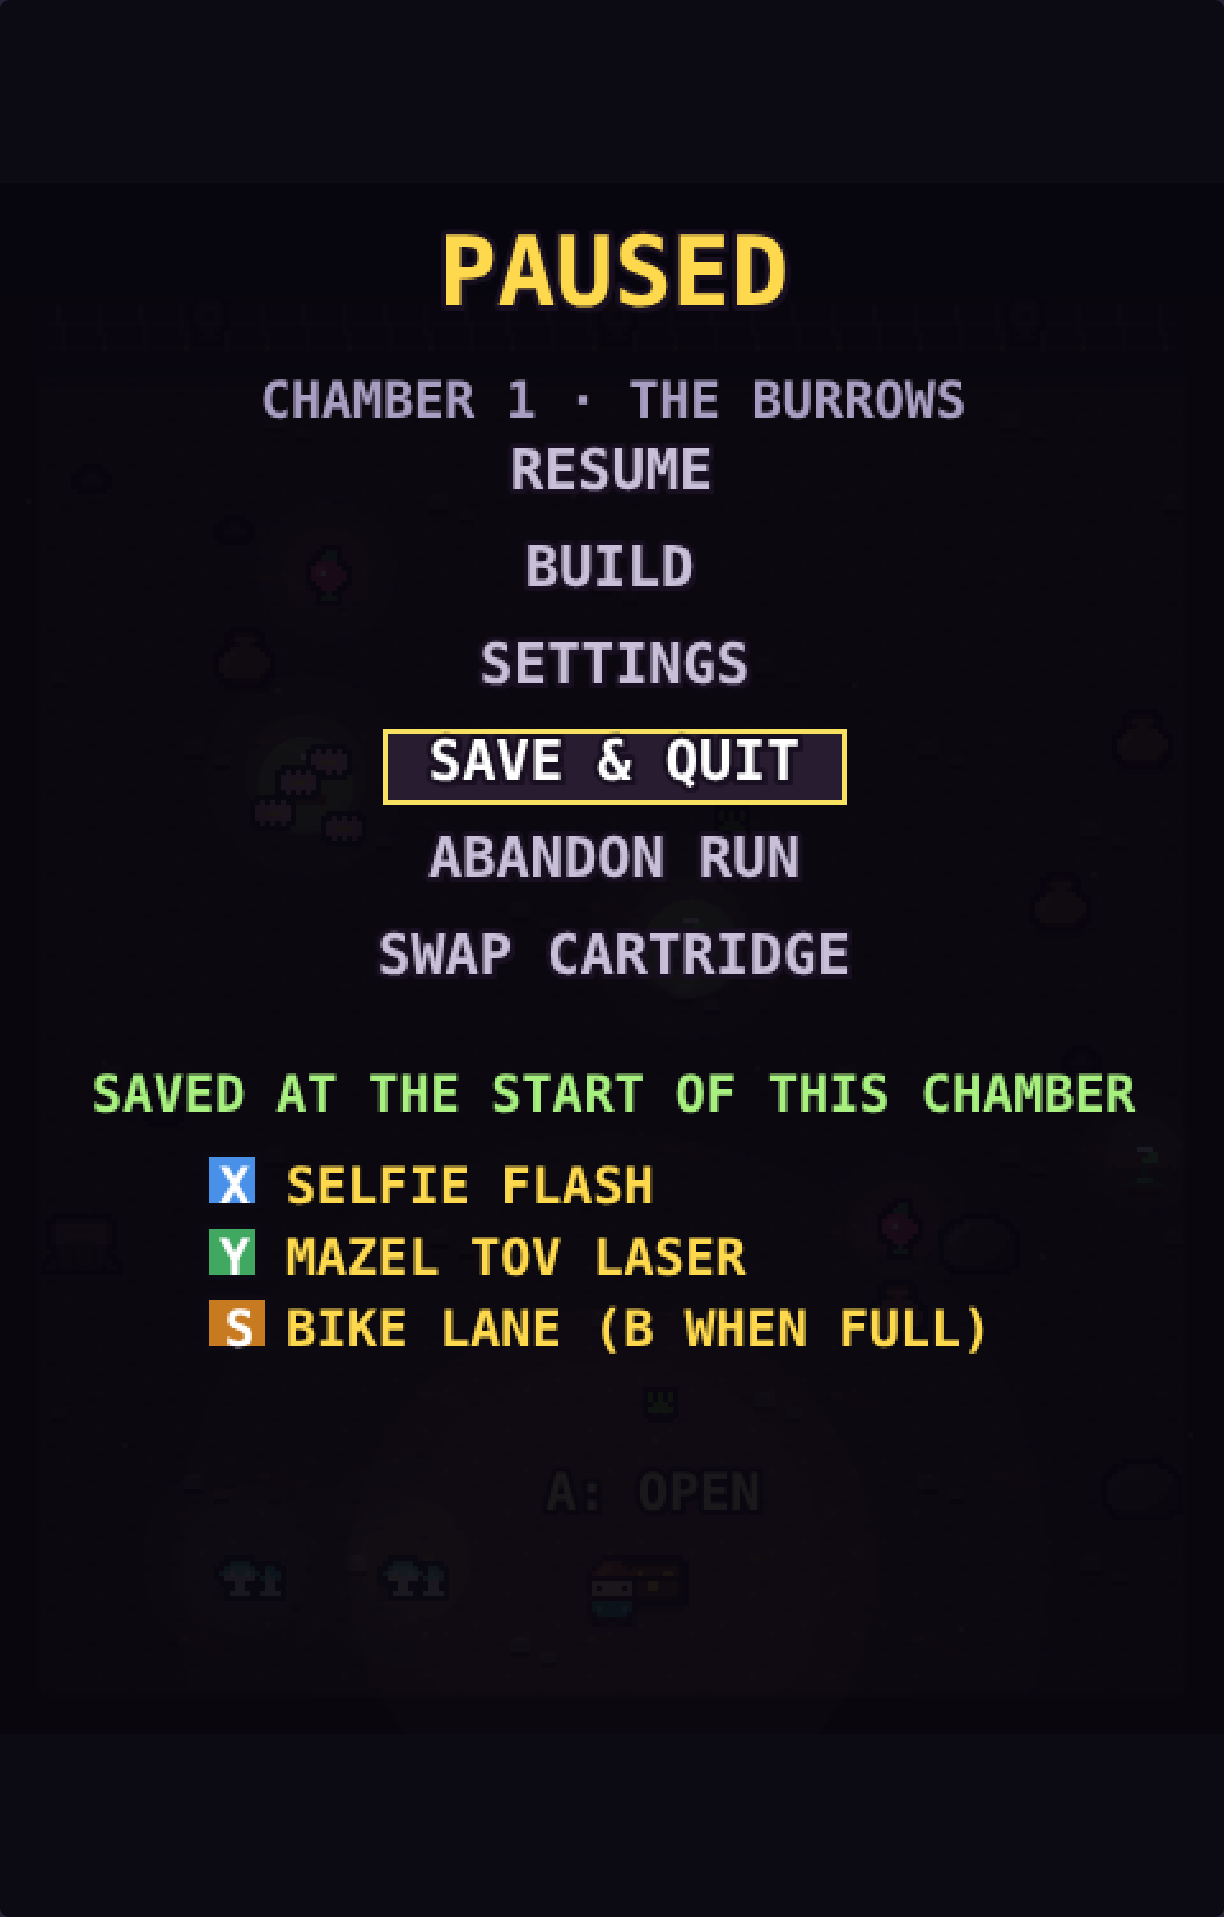 PAUSED
CHAMBER 1 · THE BURROWS
RESUME
BUILD
SETTINGS
SAVE & QUIT
ABANDON RUN
SWAP CARTRIDGE
SAVED AT THE START OF THIS CHAMBER
X SELFIE FLASH
Y MAZEL TOV LASER
S BIKE LANE (B WHEN FULL)
A: OPEN